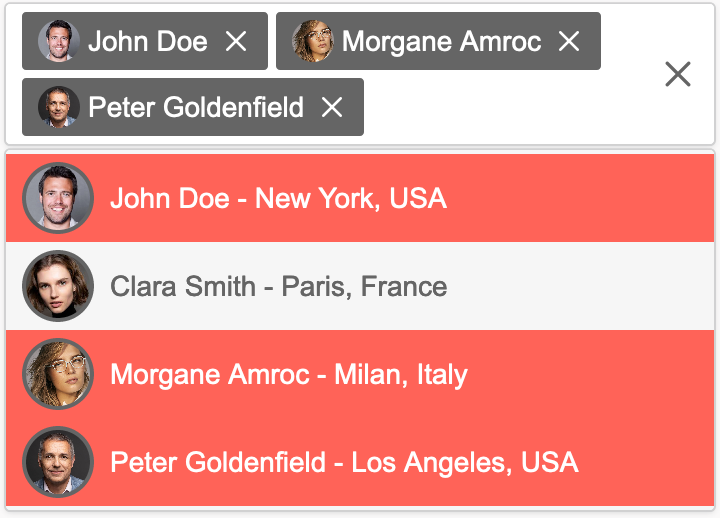 John Doe
Morgane Amroc
Peter Goldenfield
John Doe - New York, USA
Clara Smith - Paris, France
Morgane Amroc - Milan, Italy
Peter Goldenfield - Los Angeles, USA